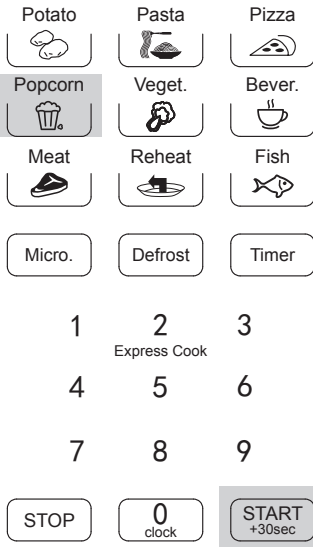 Potato Pasta Pizza
Popcorn Veget. Bever.
Meat Reheat Fish
Micro. Defrost Timer
1 2 3
Express Cook
4 5 6
7 8 9
STOP 0 START
clock +30sec